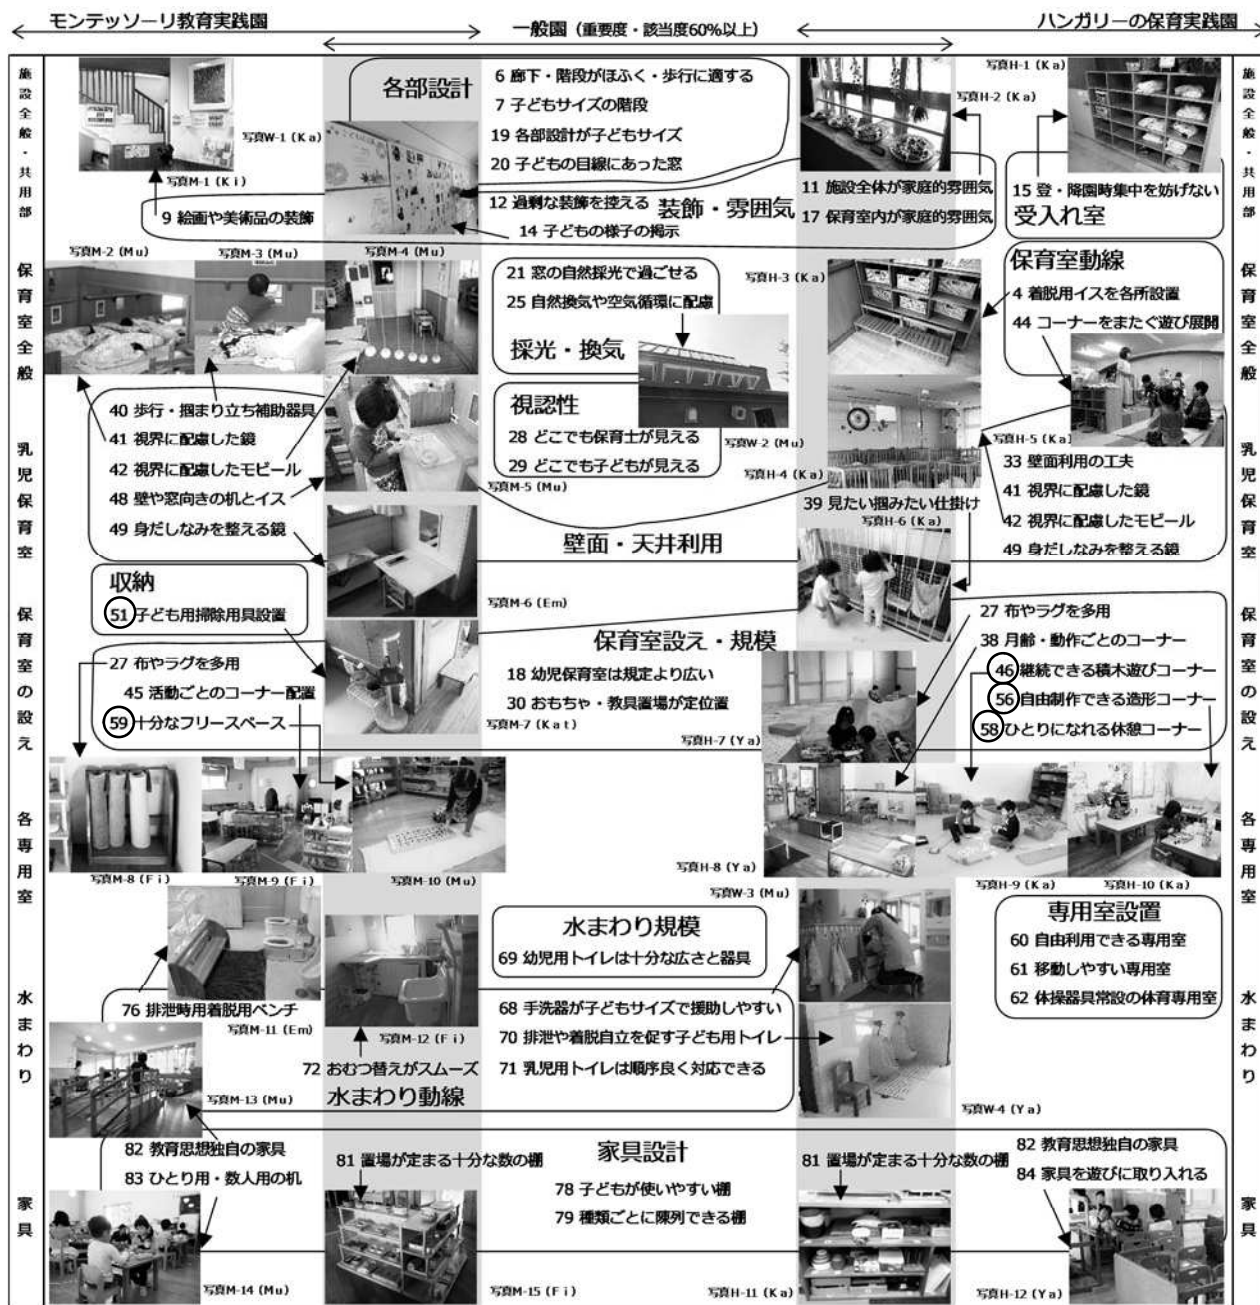 モンテッソーリ教育実践園
一般園（重要度・該当度60%以上）
ハンガリーの保育実践園
施設全般・共用部
保育室全般
乳児保育室
保育室の設え
各専用室
水まわり
家具
各部設計
6 廊下・階段がほふく・歩行に適する
7 子どもサイズの階段
19 各部設計が子どもサイズ
20 子どもの目線にあった窓
写真W-1 (Ka)
写真M-1 (Ki)
9 絵画や美術品の装飾
12 過剰な装飾を控える
装飾・雰囲気
14 子どもの様子の掲示
写真H-1 (Ka)
写真H-2 (Ka)
11 施設全体が家庭的雰囲気
17 保育室内が家庭的雰囲気
15 登・降園時集中を妨げない
受入れ室
写真M-2 (Mu)
写真M-3 (Mu)
写真M-4 (Mu)
21 窓の自然採光で過ごせる
25 自然換気や空気循環に配慮
採光・換気
写真H-3 (Ka)
保育室動線
4 着脱用イスを各所設置
44 コーナーをまたぐ遊び展開
視認性
28 どこでも保育士が見える
29 どこでも子どもが見える
写真W-2 (Mu)
写真H-4 (Ka)
写真H-5 (Ka)
40 歩行・掴まり立ち補助器具
41 視界に配慮した鏡
42 視界に配慮したモビール
48 壁や窓向きの机とイス
49 身だしなみを整える鏡
写真M-5 (Mu)
39 見たい掴みたい仕掛け
写真H-6 (Ka)
33 壁面利用の工夫
41 視界に配慮した鏡
42 視界に配慮したモビール
49 身だしなみを整える鏡
壁面・天井利用
収納
51 子ども用掃除用具設置
写真M-6 (Em)
保育室設え・規模
27 布やラグを多用
45 活動ごとのコーナー配置
59 十分なフリースペース
18 幼児保育室は規定より広い
30 おもちゃ・教具置場が定位置
写真M-7 (Kat)
写真H-7 (Ya)
27 布やラグを多用
38 月齢・動作ごとのコーナー
46 継続できる積木遊びコーナー
56 自由制作できる造形コーナー
58 ひとりになれる休憩コーナー
写真M-8 (Fi)
写真M-9 (Fi)
写真M-10 (Mu)
写真H-8 (Ya)
写真H-9 (Ka)
写真H-10 (Ka)
写真W-3 (Mu)
水まわり規模
69 幼児用トイレは十分な広さと器具
専用室設置
60 自由利用できる専用室
61 移動しやすい専用室
62 体操器具常設の体育専用室
76 排泄時用着脱用ベンチ
写真M-11 (Em)
写真M-12 (Fi)
72 おむつ替えがスムーズ
68 手洗器が子どもサイズで援助しやすい
70 排泄や着脱自立を促す子ども用トイレ
71 乳児用トイレは順序良く対応できる
写真M-13 (Mu)
水まわり動線
写真W-4 (Ya)
82 教育思想独自の家具
83 ひとり用・数人用の机
81 置場が定まる十分な数の棚
家具設計
78 子どもが使いやすい棚
79 種類ごとに陳列できる棚
81 置場が定まる十分な数の棚
82 教育思想独自の家具
84 家具を遊びに取り入れる
写真M-14 (Mu)
写真M-15 (Fi)
写真H-11 (Ka)
写真H-12 (Ya)
施設全般・共用部
保育室全般
乳児保育室
保育室の設え
各専用室
水まわり
家具